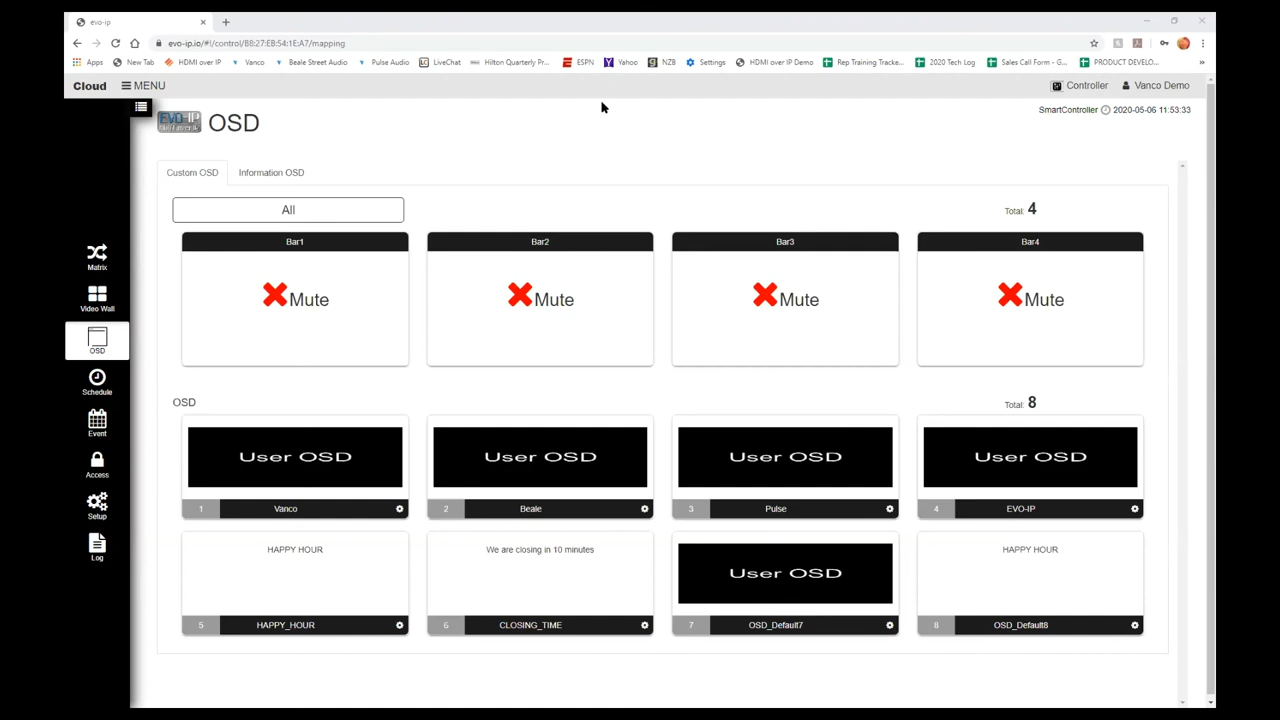 evo-ip
evo-ip.io/#!/control/B8:27:EB:54:1E:A7/mapping
Apps New Tab HDMI over IP Vanco Beale Street Audio Pulse Audio LiveChat Hilton Quarterly Pr... ESPN Yahoo NZB Settings HDMI over IP Demo Rep Training Tracke... 2020 Tech Log Sales Call Form - G... PRODUCT DEVELO... »
Cloud MENU Controller Vanco Demo
EVO-IP OSD SmartController 2020-05-06 11:53:33
Custom OSD Information OSD
All Total: 4
Bar1 Bar2 Bar3 Bar4
Mute Mute Mute Mute
Matrix
Video Wall
OSD
Schedule
Event
Access
Setup
Log
OSD Total: 8
User OSD User OSD User OSD User OSD
1 Vanco 2 Beale 3 Pulse 4 EVO-IP
HAPPY HOUR We are closing in 10 minutes User OSD HAPPY HOUR
5 HAPPY_HOUR 6 CLOSING_TIME 7 OSD_Default7 8 OSD_Default8